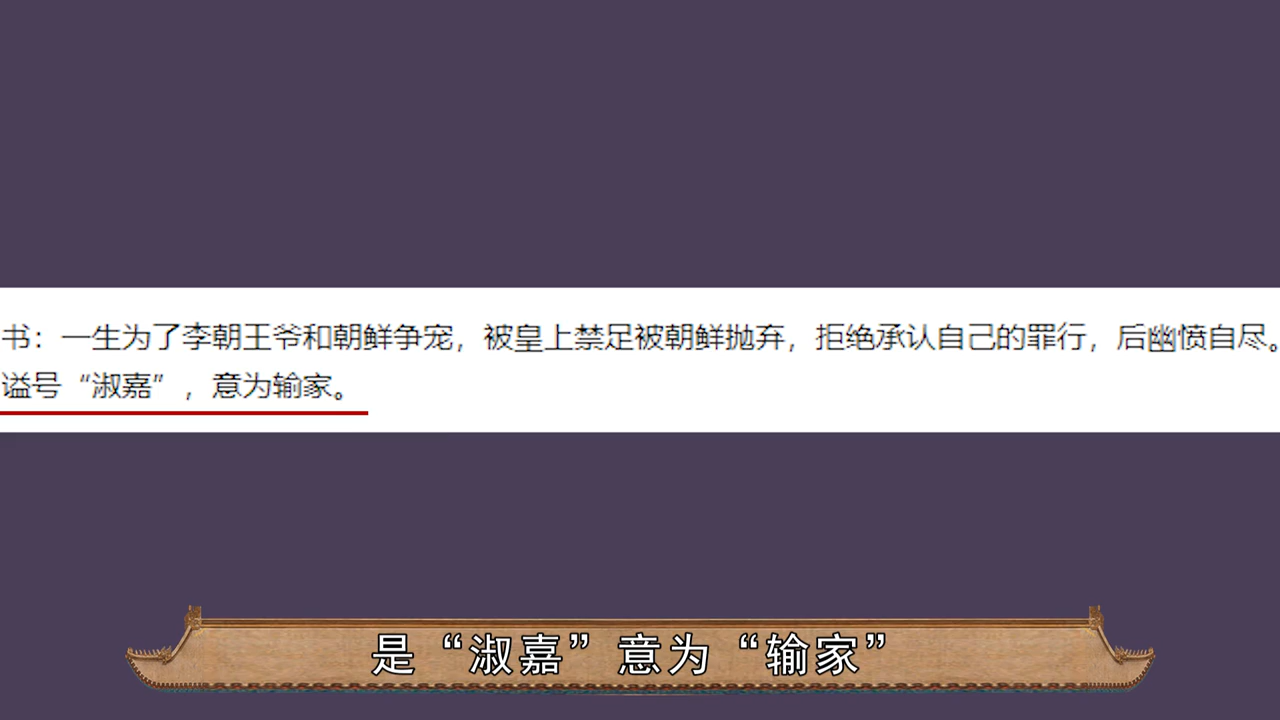 书：一生为了李朝王爷和朝鲜争宠，被皇上禁足被朝鲜抛弃，拒绝承认自己的罪行，后幽愤自尽。
谥号“淑嘉”，意为输家。
是“淑嘉”意为“输家”